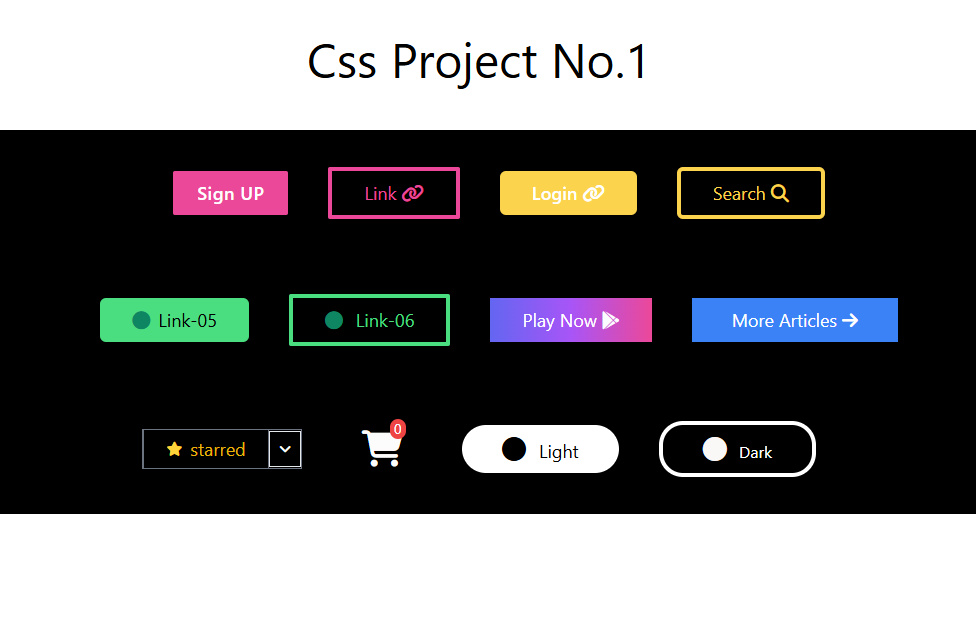 Css Project No.1
Sign UP Link Login Search
Link-05 Link-06 Play Now More Articles
starred 0 Light Dark